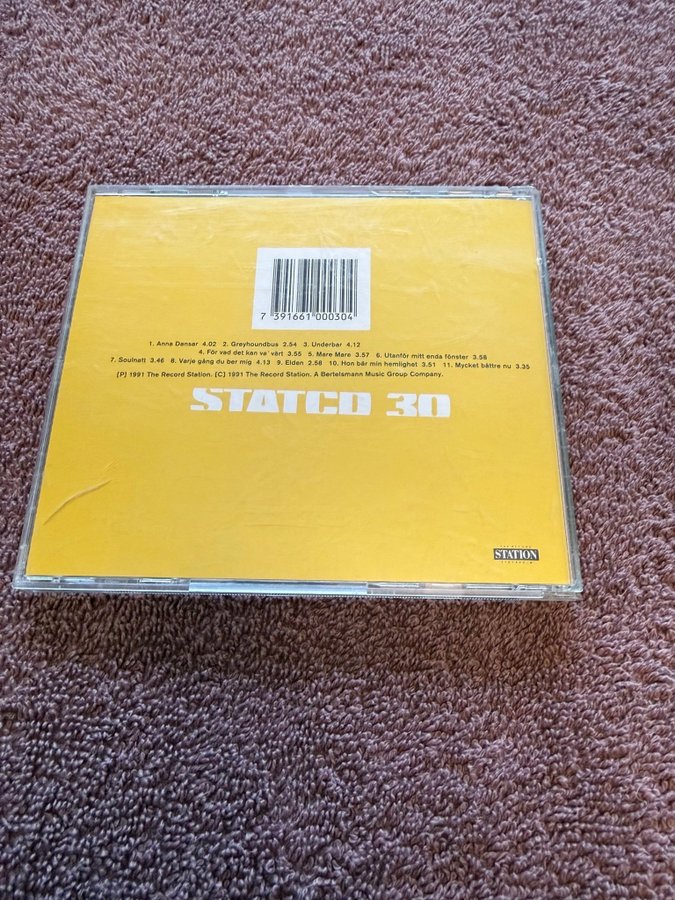 7 391661 000304
1. Anna Dansar 4.02 2. Greyhoundbus 2.54 3. Underbar 4.12
4. För vad det kan va' värt 3.55 5. Mare Mare 3.57 6. Utanför mitt enda fönster 3.58
7. Soulnatt 3.46 8. Varje gång du ber mig 4.13 9. Elden 2.58 10. Hon bär min hemlighet 3.51 11. Mycket bättre nu 3.35
(P) 1991 The Record Station. (C) 1991 The Record Station. A Bertelsmann Music Group Company.
STATCD 30
STATION